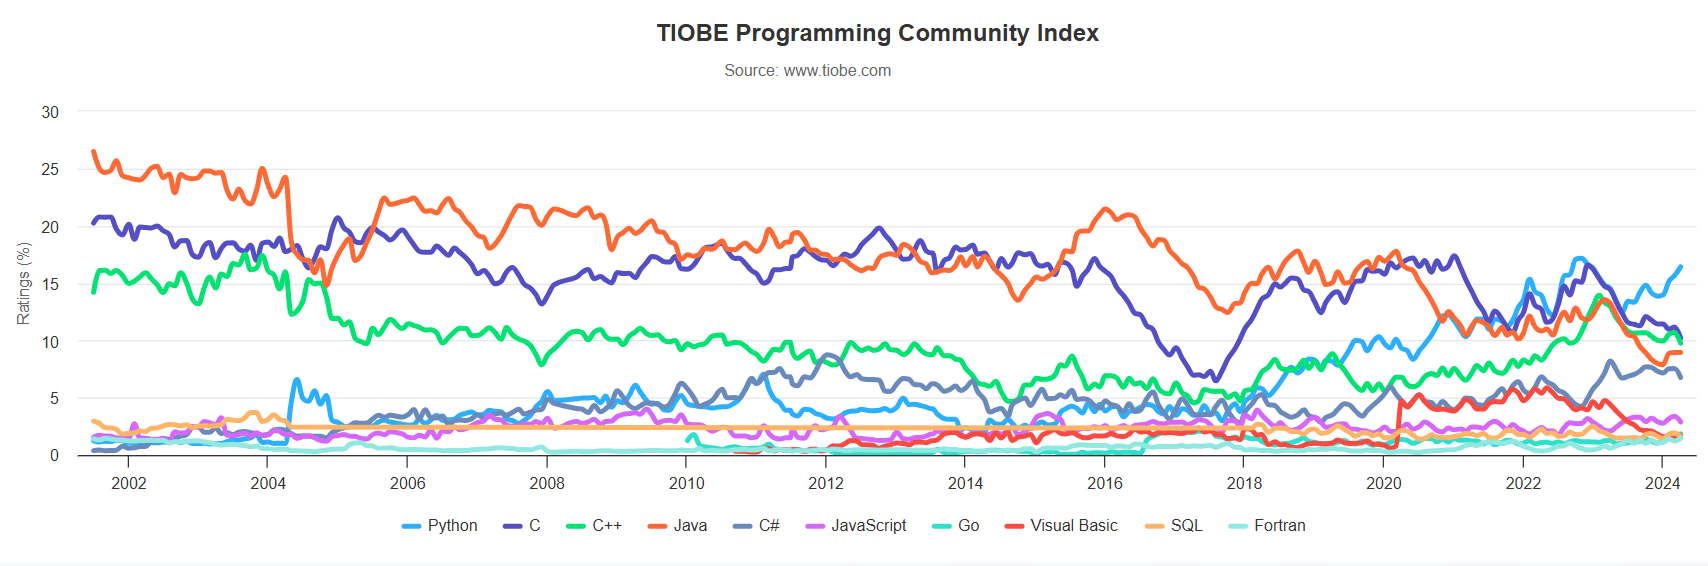 TIOBE Programming Community Index
Source: www.tiobe.com
Ratings (%)
30
25
20
15
10
5
0
2002 2004 2006 2008 2010 2012 2014 2016 2018 2020 2022 2024
Python C C++ Java C# JavaScript Go Visual Basic SQL Fortran